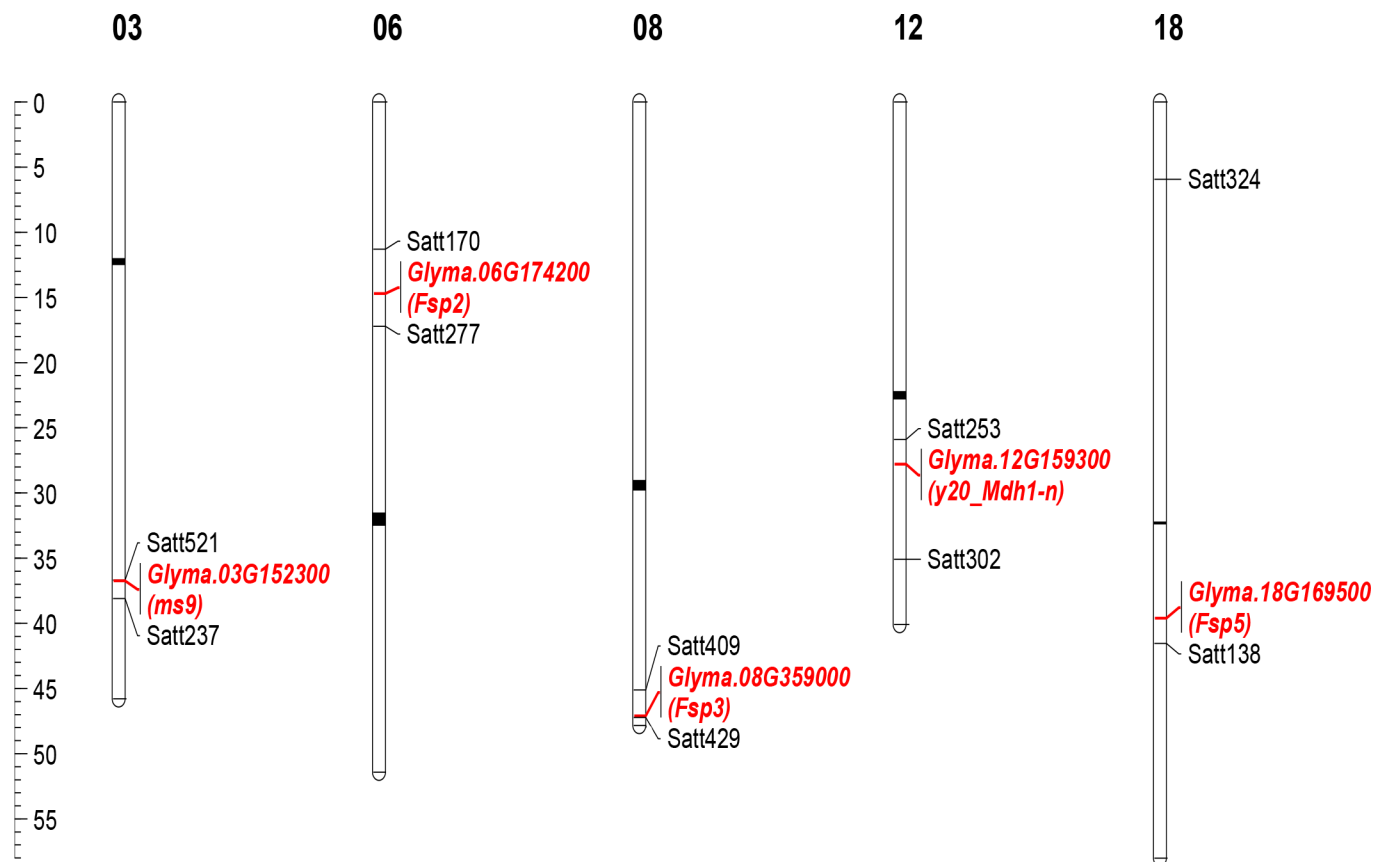 03
06
08
12
18
0
5
10
15
20
25
30
35
40
45
50
55
Satt521
Glyma.03G152300
(ms9)
Satt237
Satt170
Glyma.06G174200
(Fsp2)
Satt277
Satt409
Glyma.08G359000
(Fsp3)
Satt429
Satt253
Glyma.12G159300
(y20_Mdh1-n)
Satt302
Satt324
Glyma.18G169500
(Fsp5)
Satt138